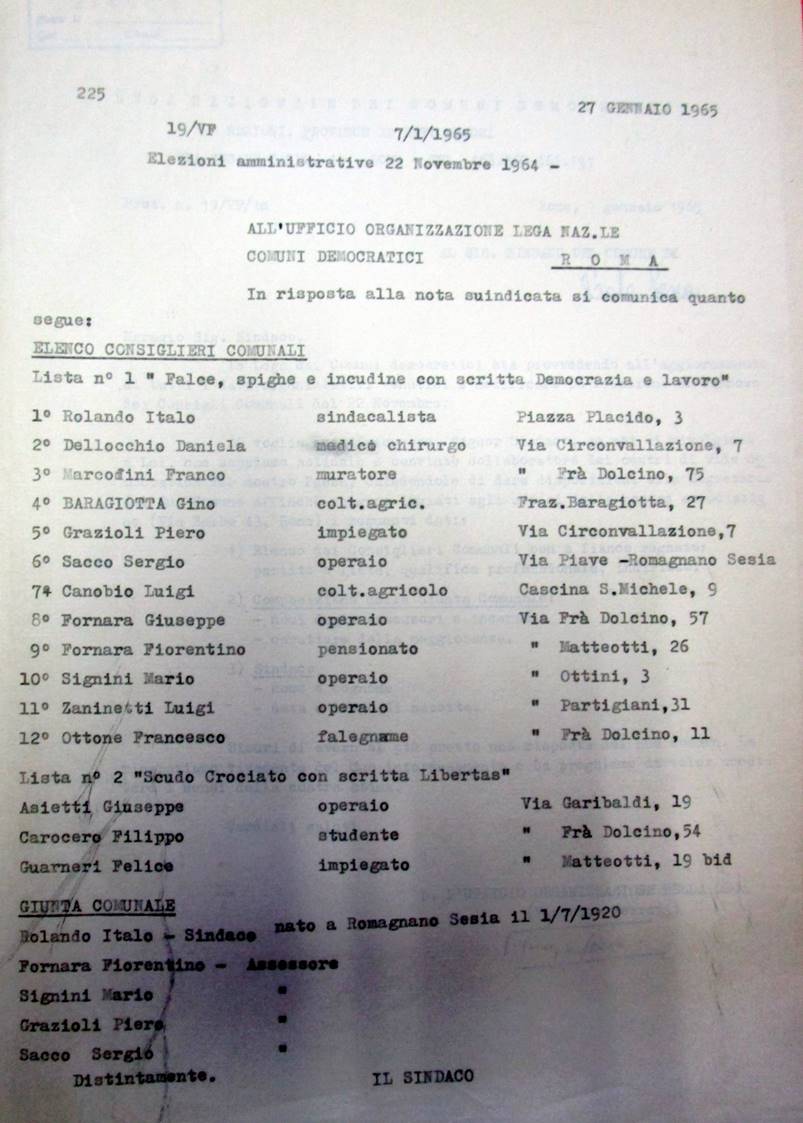 225
27 GENNAIO 1965
19/VF 7/1/1965
Elezioni amministrative 22 Novembre 1964 -
ALL'UFFICIO ORGANIZZAZIONE LEGA NAZ.LE
COMUNI DEMOCRATICI R O M A
In risposta alla nota suindicata si comunica quanto
segue:
ELENCO CONSIGLIERI COMUNALI
Lista n° 1 " Falce, spighe e incudine con scritta Democrazia e lavoro"
1° Rolando Italo sindacalista Piazza Placido, 3
2° Dellocchio Daniela medico chirurgo Via Circonvallazione, 7
3° Marcodini Franco muratore " Frà Dolcino, 75
4° BARAGIOTTA Gino colt.agric. Fraz.Baragiotta, 27
5° Grazioli Piero impiegato Via Circonvallazione,7
6° Sacco Sergio operaio Via Piave -Romagnano Sesia
7+ Canobio Luigi colt.agricolo Cascina S.Michele, 9
8° Fornara Giuseppe operaio Via Frà Dolcino, 57
9° Fornara Fiorentino pensionato " Matteotti, 26
10° Signini Mario operaio " Ottini, 3
11° Zaninetti Luigi operaio " Partigiani,31
12° Ottone Francesco falegname " Frà Dolcino, 11
Lista n° 2 "Scudo Crociato con scritta Libertas"
Asietti Giuseppe operaio Via Garibaldi, 19
Carocero Filippo studente " Frà Dolcino,54
Guarneri Felice impiegato " Matteotti, 19 bid
GIUNTA COMUNALE
Rolando Italo - Sindaco nato a Romagnano Sesia il 1/7/1920
Fornara Fiorentino - Assessore
Signini Mario "
Grazioli Piero "
Sacco Sergio "
Distintamente. IL SINDACO